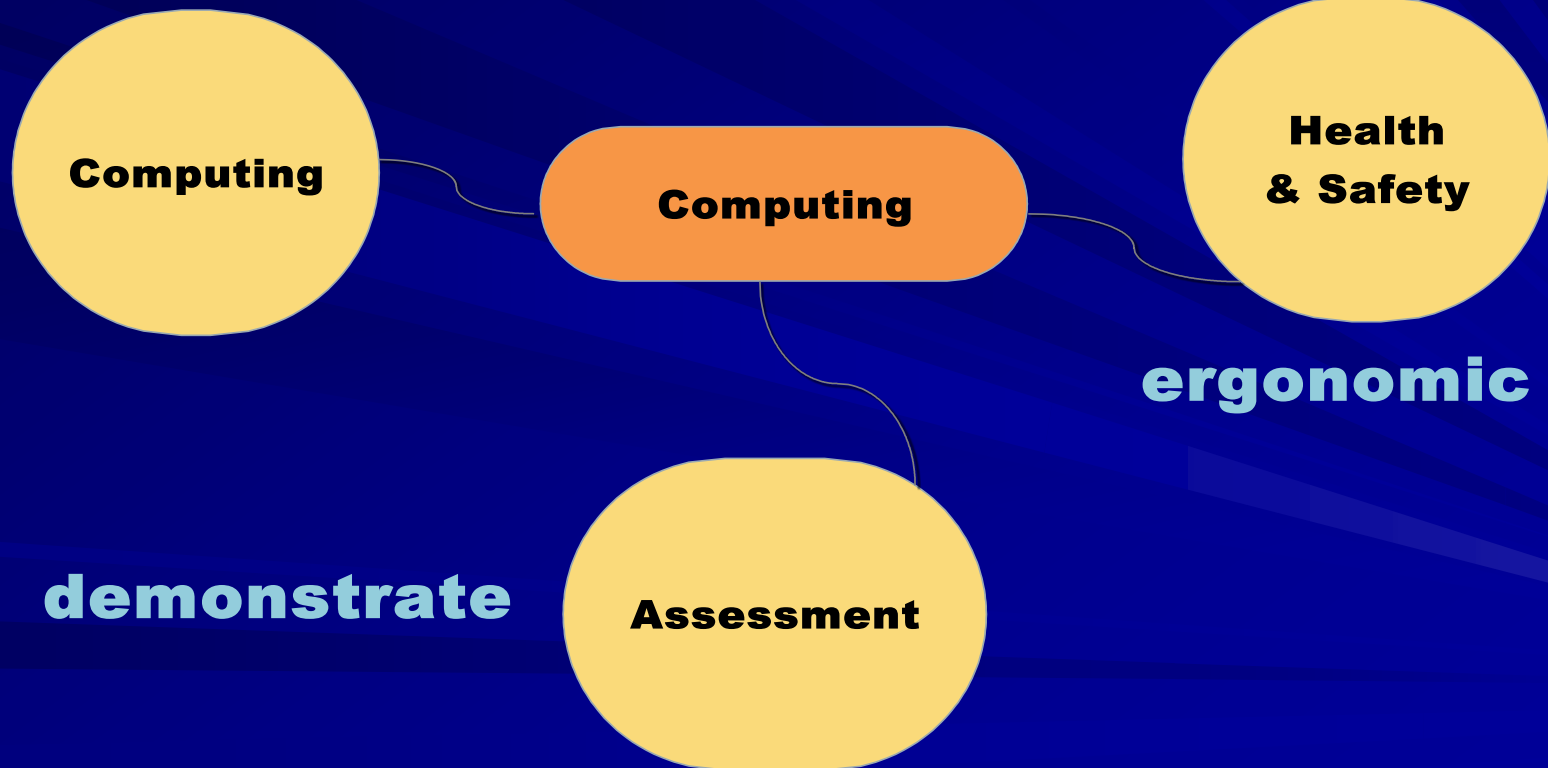 Computing
Computing
Health
& Safety
ergonomic
demonstrate
Assessment